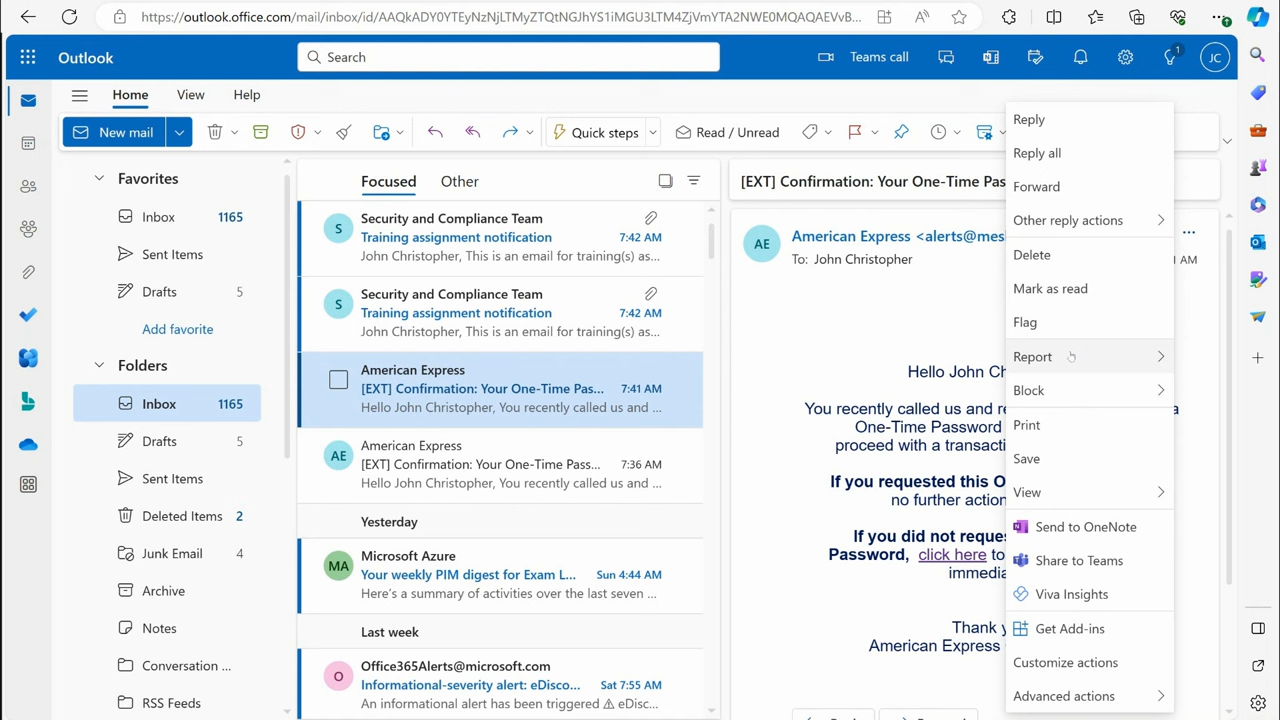 https://outlook.office.com/mail/inbox/id/AAQkADY0YTEyNzNjLTMyZTQtNGJhYS1iMGU3LTM4ZjVmYTA2NWE0MQAQAEvB...
Outlook
Search
Teams call
1
JC
Home View Help
New mail
Quick steps
Read / Unread
Favorites
Inbox 1165
Sent Items
Drafts 5
Add favorite
Folders
Inbox 1165
Drafts 5
Sent Items
Deleted Items 2
Junk Email 4
Archive
Notes
Conversation ...
RSS Feeds
Focused Other
S
Security and Compliance Team
Training assignment notification 7:42 AM
John Christopher, This is an email for training(s) as...
S
Security and Compliance Team
Training assignment notification 7:42 AM
John Christopher, This is an email for training(s) as...
American Express
[EXT] Confirmation: Your One-Time Pas... 7:41 AM
Hello John Christopher, You recently called us and ...
AE
American Express
[EXT] Confirmation: Your One-Time Pass... 7:36 AM
Hello John Christopher, You recently called us and ...
Yesterday
MA
Microsoft Azure
Your weekly PIM digest for Exam L... Sun 4:44 AM
Here's a summary of activities over the last seven ...
Last week
O
Office365Alerts@microsoft.com
Informational-severity alert: eDisco... Sat 7:55 AM
An informational alert has been triggered ⚠ eDisc...
[EXT] Confirmation: Your One-Time Pas
AE
American Express <alerts@mes
To: John Christopher
AM
Hello John Ch
You recently called us and re
One-Time Password
proceed with a transacti
If you requested this O
no further action
If you did not reques
Password, click here to
immedia
Thank y
American Express
Reply
Reply all
Forward
Other reply actions
Delete
Mark as read
Flag
Report
Block
Print
Save
View
Send to OneNote
Share to Teams
Viva Insights
Get Add-ins
Customize actions
Advanced actions